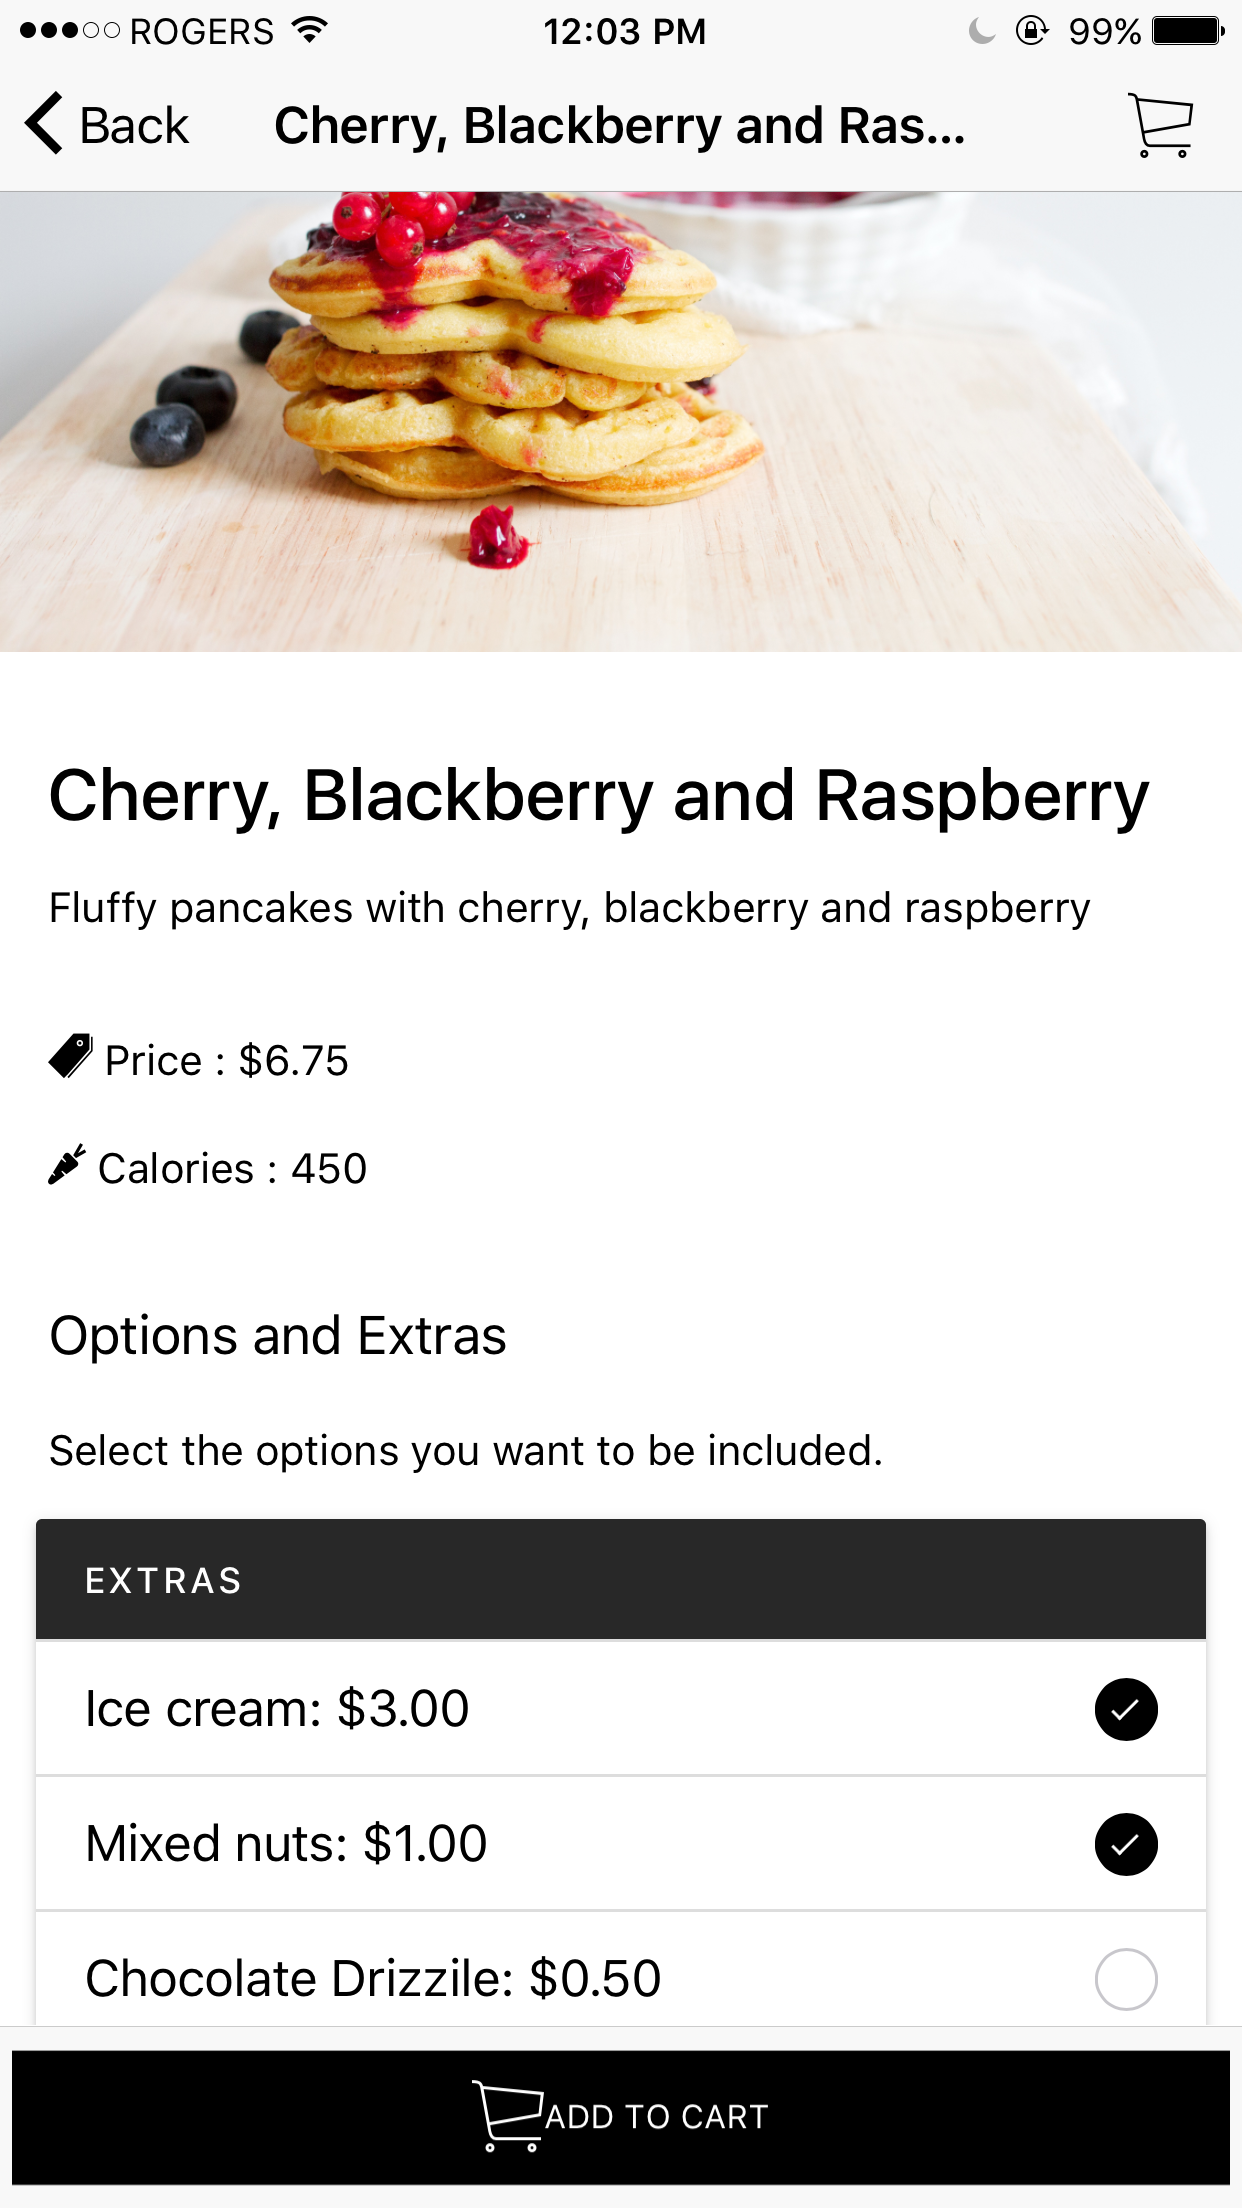 ROGERS 12:03 PM 99%
Back Cherry, Blackberry and Ras...
Cherry, Blackberry and Raspberry
Fluffy pancakes with cherry, blackberry and raspberry
Price : $6.75
Calories : 450
Options and Extras
Select the options you want to be included.
EXTRAS
Ice cream: $3.00
Mixed nuts: $1.00
Chocolate Drizzile: $0.50
ADD TO CART